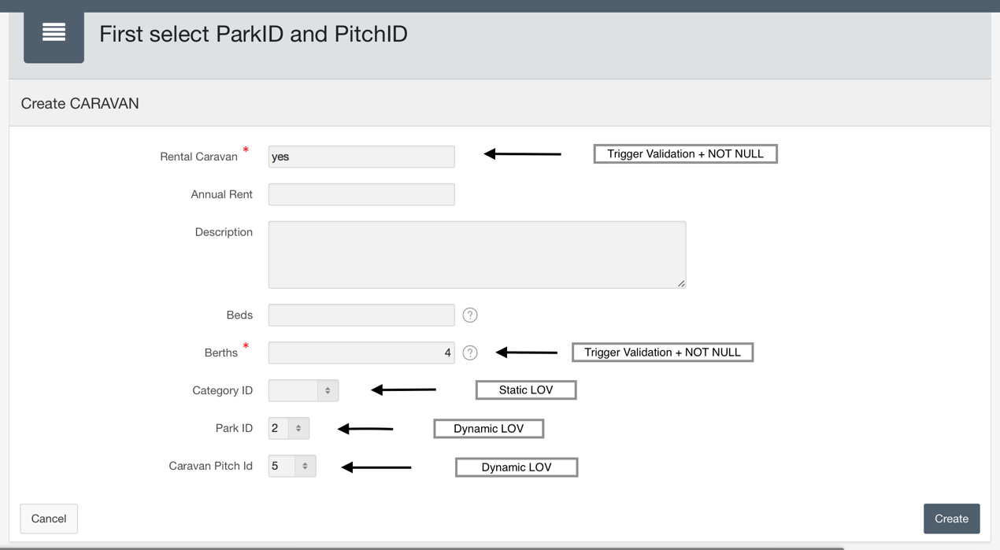 First select ParkID and PitchID
Create CARAVAN
Rental Caravan * yes Trigger Validation + NOT NULL
Annual Rent
Description
Beds ?
Berths * 4 ? Trigger Validation + NOT NULL
Category ID Static LOV
Park ID 2 Dynamic LOV
Caravan Pitch Id 5 Dynamic LOV
Cancel Create